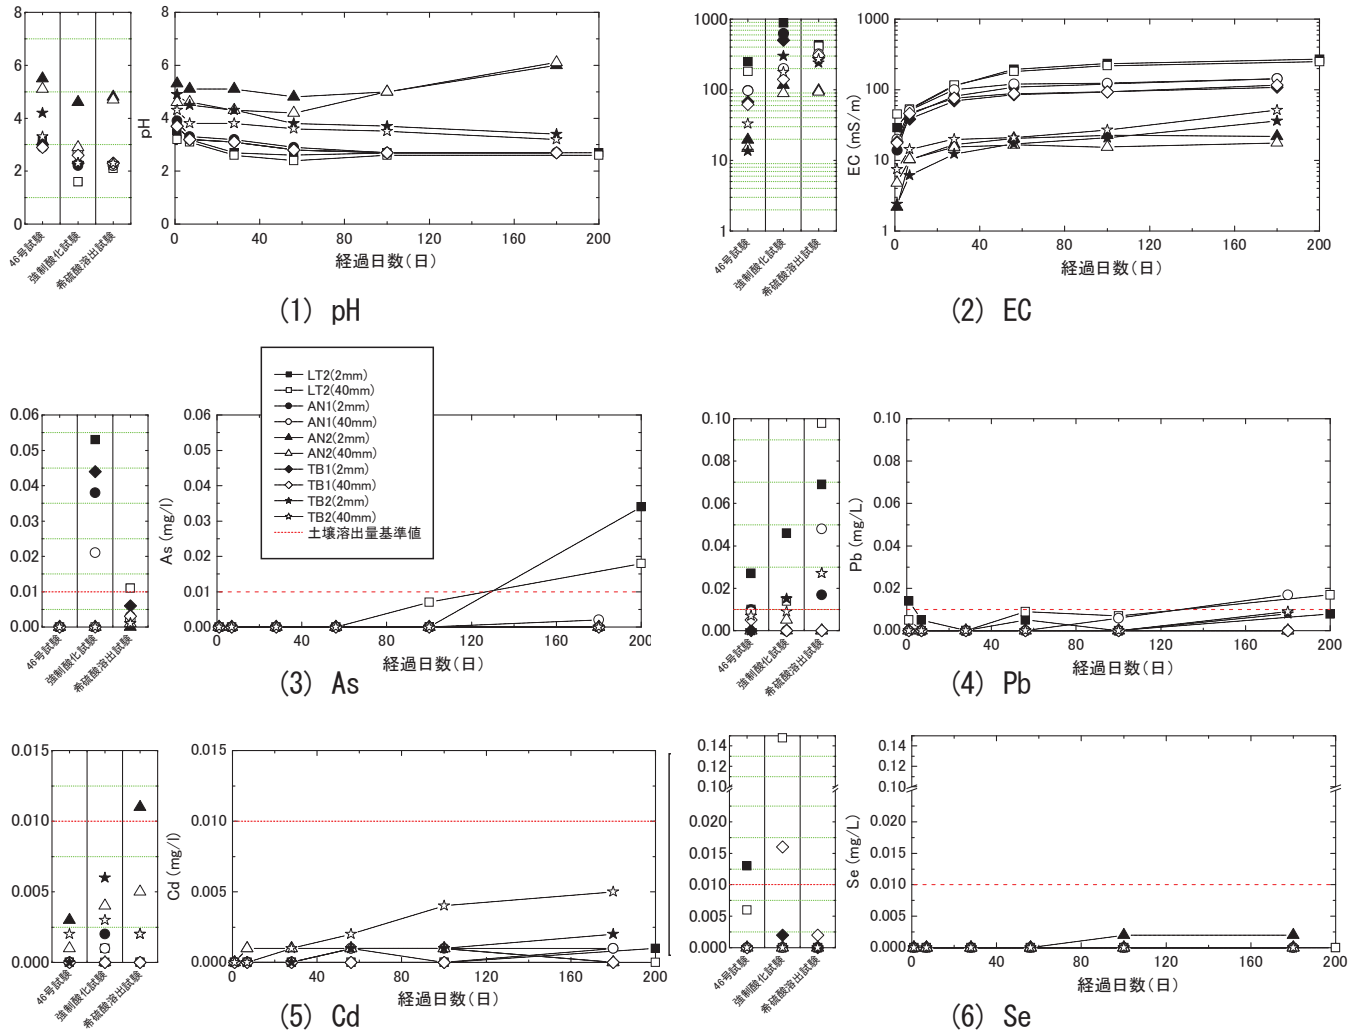 8
6
4
2
0
pH
46号試験
強制酸化試験
希硫酸溶出試験
8
6
4
2
0
0 40 80 120 160 200
経過日数(日)
(1) pH
1000
100
10
1
46号試験
強制酸化試験
希硫酸溶出試験
EC (mS/m)
1000
100
10
1
0 40 80 120 160 200
経過日数(日)
(2) EC
LT2(2mm)
LT2(40mm)
AN1(2mm)
AN1(40mm)
AN2(2mm)
AN2(40mm)
TB1(2mm)
TB1(40mm)
TB2(2mm)
TB2(40mm)
土壌溶出量基準値
0.06
0.05
0.04
0.03
0.02
0.01
0.00
46号試験
強制酸化試験
希硫酸溶出試験
As (mg/l)
0.06
0.05
0.04
0.03
0.02
0.01
0.00
0 40 80 120 160 200
経過日数(日)
(3) As
0.10
0.08
0.06
0.04
0.02
0.00
46号試験
強制酸化試験
希硫酸溶出試験
Pb (mg/L)
0.10
0.08
0.06
0.04
0.02
0.00
0 40 80 120 160 200
経過日数(日)
(4) Pb
0.015
0.010
0.005
0.000
46号試験
強制酸化試験
希硫酸溶出試験
Cd (mg/l)
0.015
0.010
0.005
0.000
0 40 80 120 160 200
経過日数(日)
(5) Cd
0.14
0.12
0.10
0.020
0.015
0.010
0.005
0.000
46号試験
強制酸化試験
希硫酸溶出試験
Se (mg/L)
0.14
0.12
0.10
0.020
0.015
0.010
0.005
0.000
0 40 80 120 160 200
経過日数(日)
(6) Se